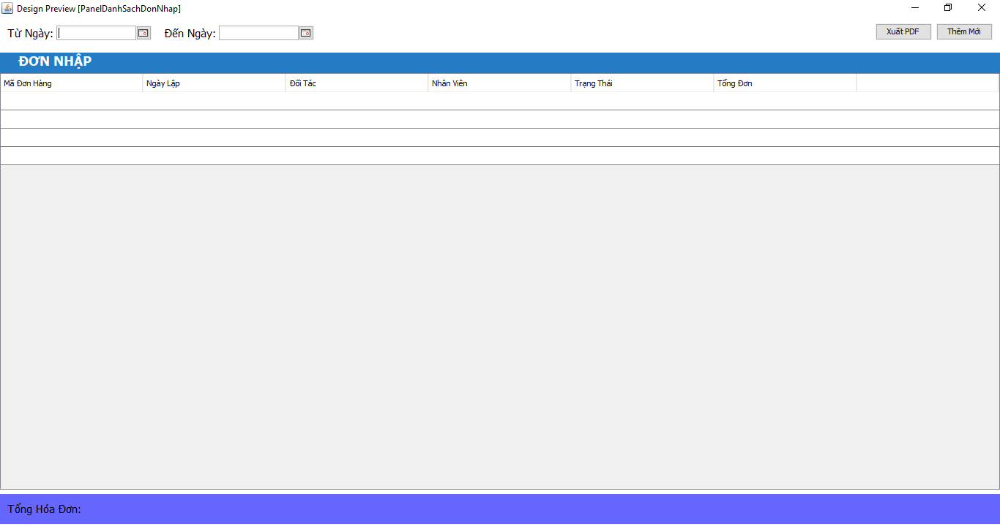 Design Preview [PanelDanhSachDonNhap]
Từ Ngày: Đến Ngày: Xuất PDF Thêm Mới
ĐƠN NHẬP
Mã Đơn Hàng Ngày Lập Đối Tác Nhân Viên Trạng Thái Tổng Đơn
Tổng Hóa Đơn: